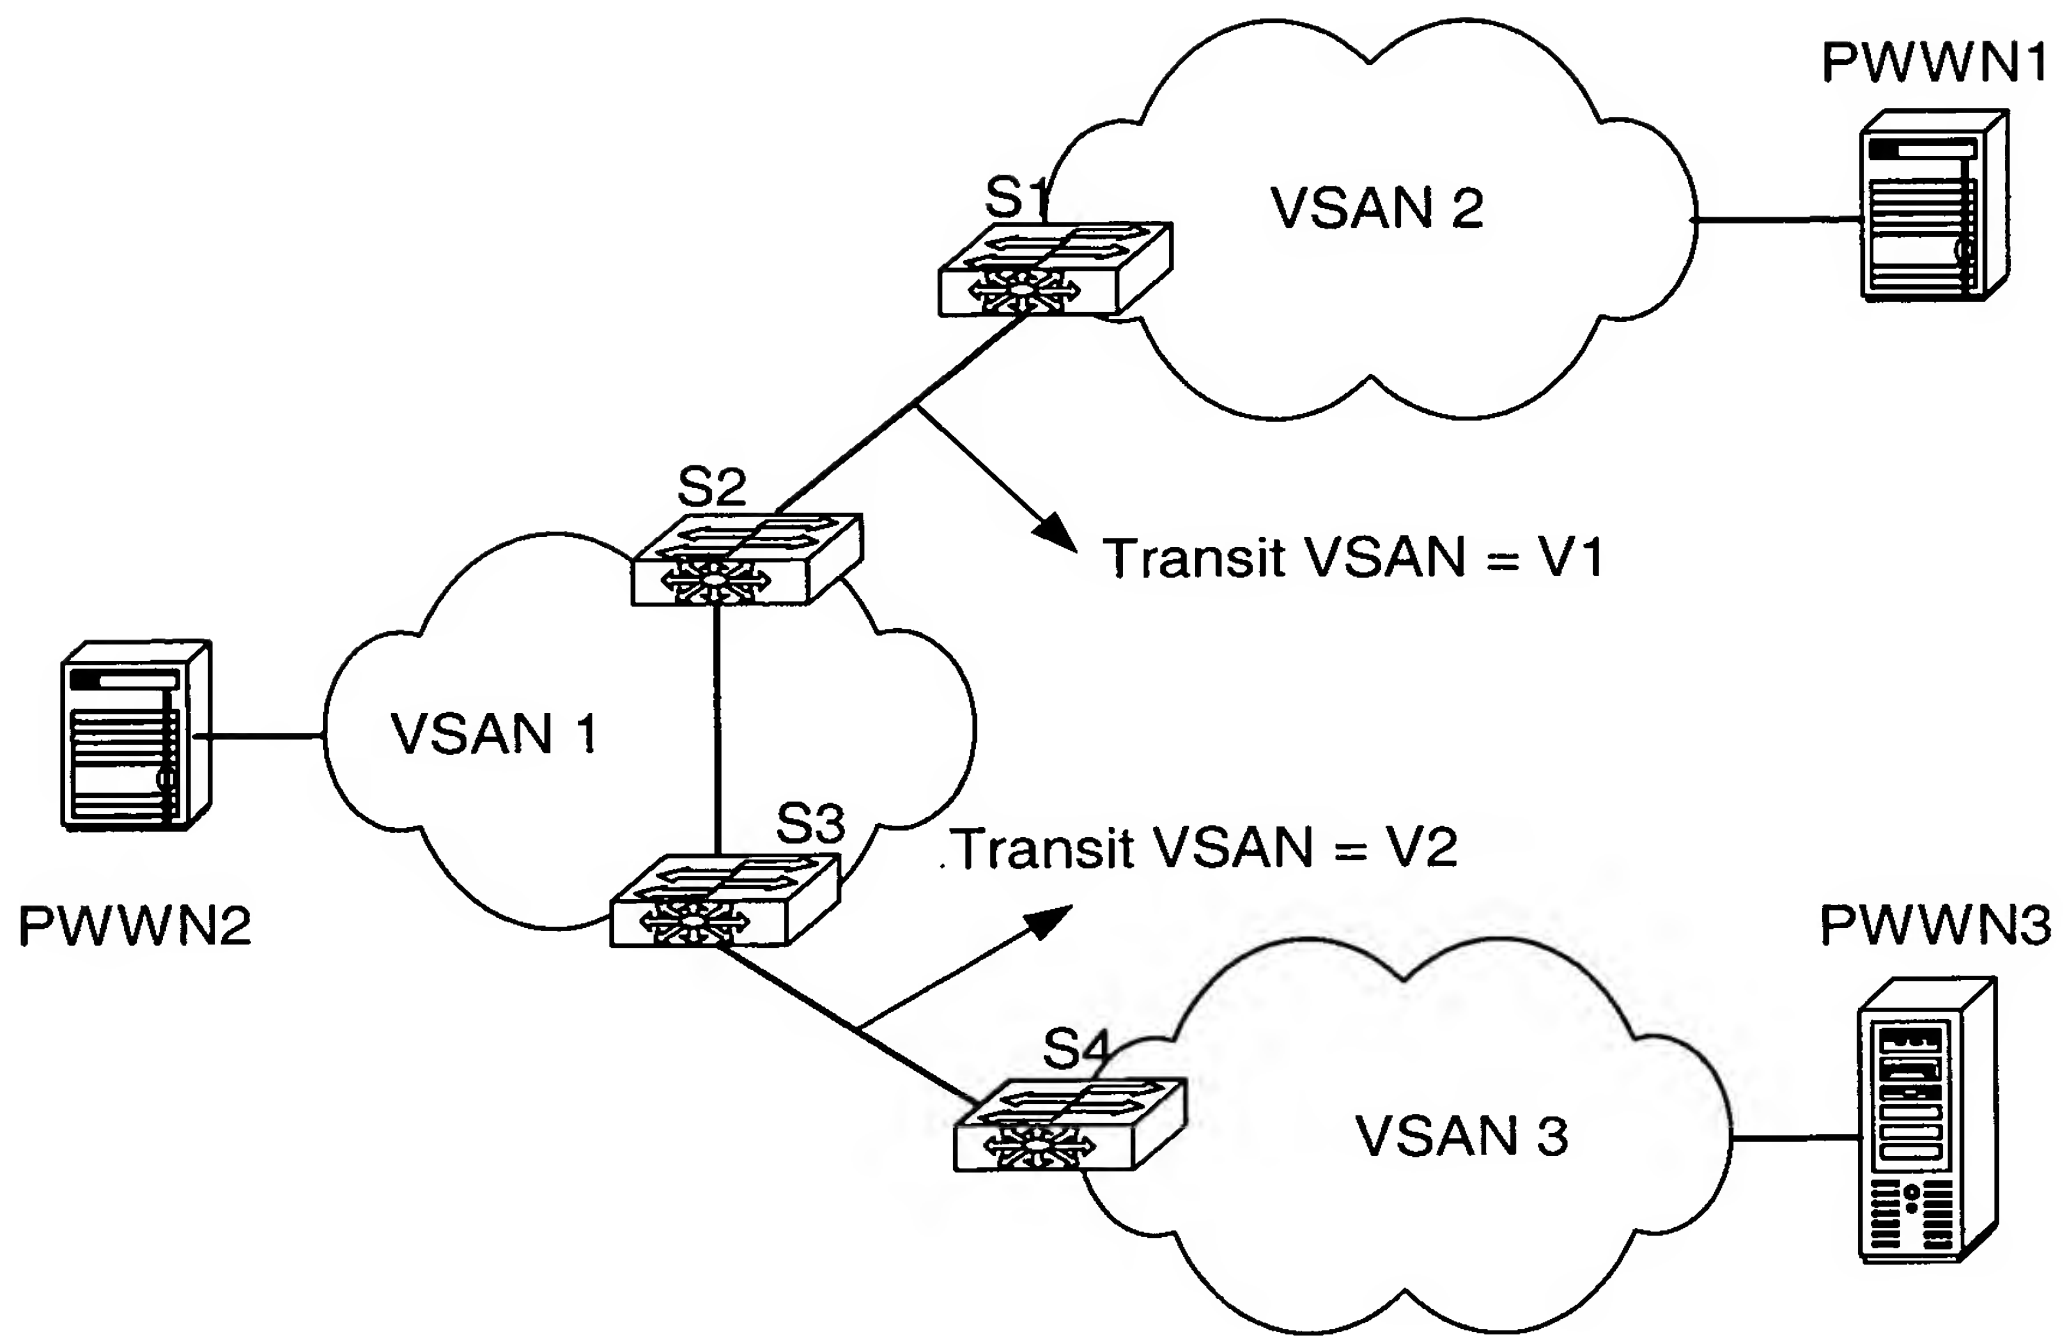 PWWN1
S1
VSAN 2
S2
Transit VSAN = V1
VSAN 1
S3
Transit VSAN = V2
PWWN2
PWWN3
S4
VSAN 3